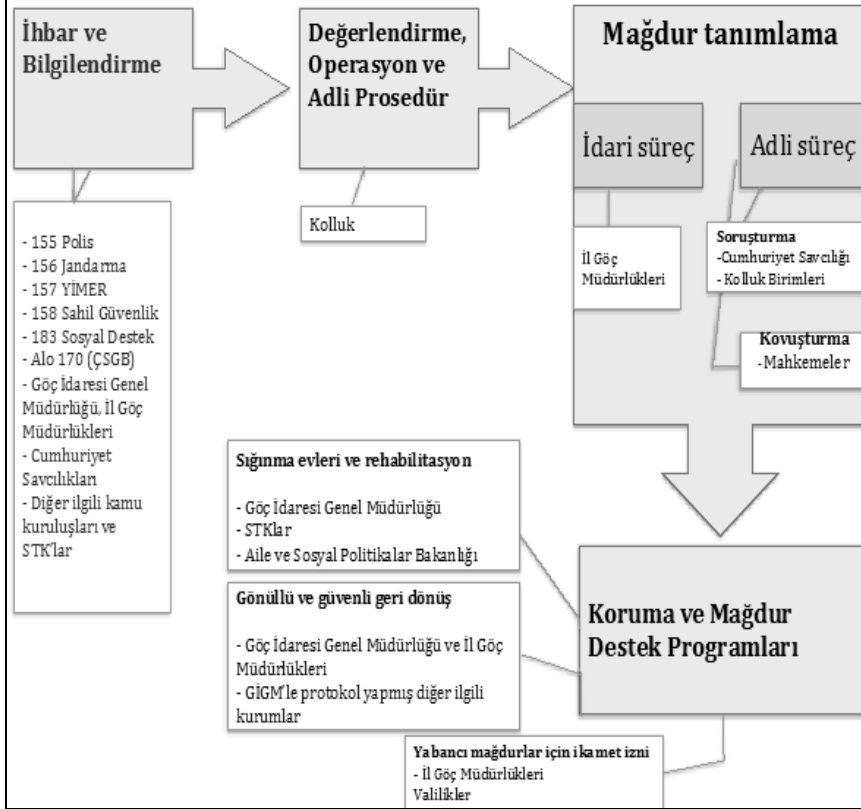 İhbar ve
Bilgilendirme
Değerlendirme,
Operasyon ve
Adli Prosedür
Mağdur tanımlama
İdari süreç
Adli süreç
- 155 Polis
- 156 Jandarma
- 157 YİMER
- 158 Sahil Güvenlik
- 183 Sosyal Destek
- Alo 170 (ÇSGB)
- Göç İdaresi Genel
Müdürlüğü, İl Göç
Müdürlükleri
- Cumhuriyet
Savcılıkları
- Diğer ilgili kamu
kuruluşları ve
STK'lar
Kolluk
İl Göç
Müdürlükleri
Soruşturma
-Cumhuriyet Savcılığı
- Kolluk Birimleri
Kovuşturma
- Mahkemeler
Sığınma evleri ve rehabilitasyon
- Göç İdaresi Genel Müdürlüğü
- STKlar
- Aile ve Sosyal Politikalar Bakanlığı
Gönüllü ve güvenli geri dönüş
- Göç İdaresi Genel Müdürlüğü ve İl Göç
Müdürlükleri
- GİGM'le protokol yapmış diğer ilgili
kurumlar
Koruma ve Mağdur
Destek Programları
Yabancı mağdurlar için ikamet izni
- İl Göç Müdürlükleri
Valilikler